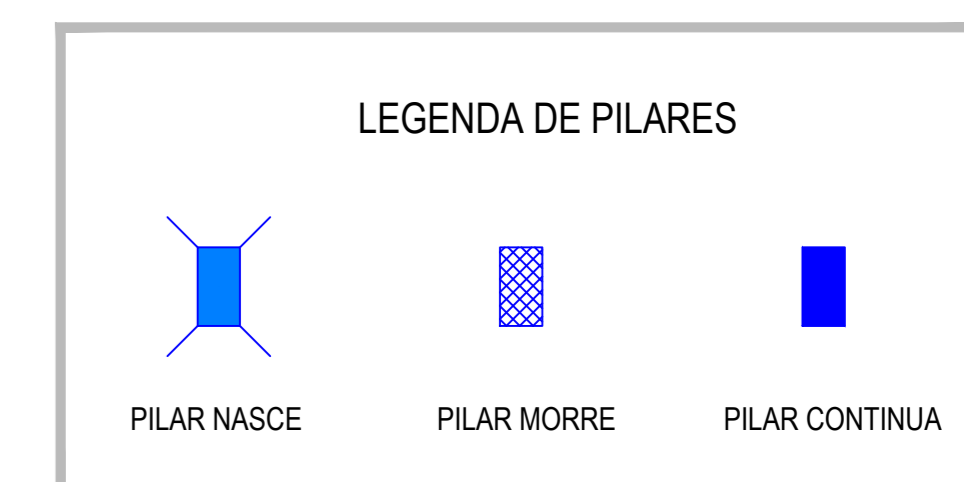 LEGENDA DE PILARES
PILAR NASCE
PILAR MORRE
PILAR CONTINUA